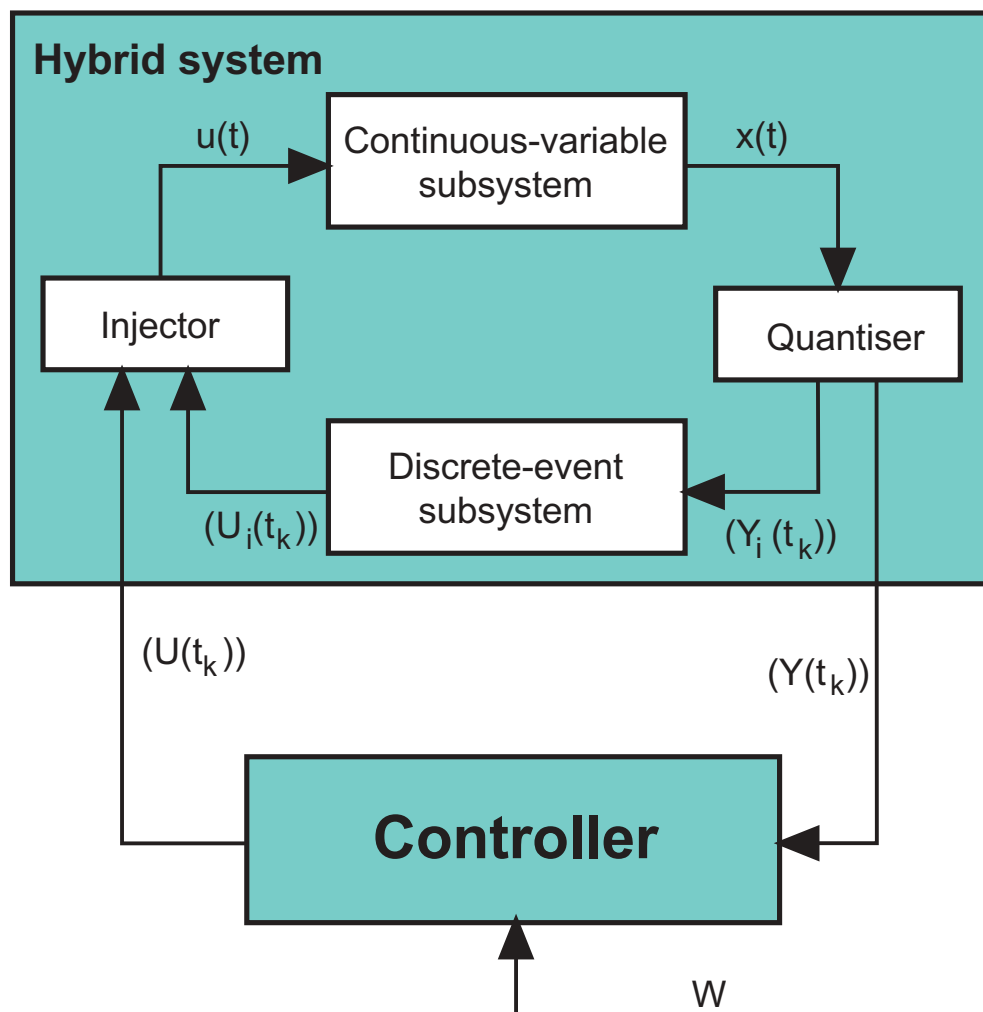 Hybrid system
u(t)
Continuous-variable
subsystem
x(t)
Injector
Quantiser
Discrete-event
subsystem
(Uᵢ(tₖ))
(Yᵢ (tₖ))
(U(tₖ))
(Y(tₖ))
Controller
W